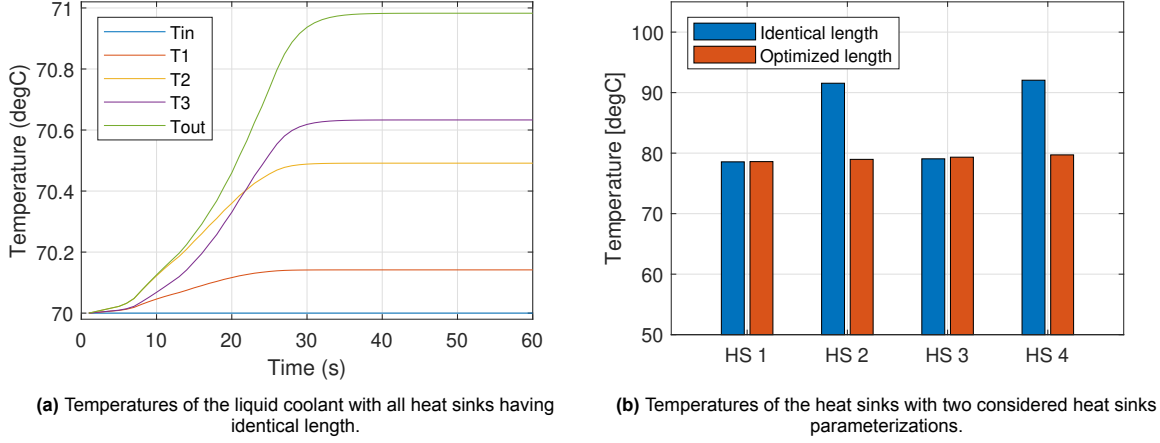 71
70.8
70.6
70.4
70.2
70
0
10
20
30
40
50
60
Temperature (degC)
Time (s)
Tin
T1
T2
T3
Tout
(a) Temperatures of the liquid coolant with all heat sinks having
identical length.
100
90
80
70
60
50
Temperature [degC]
HS 1
HS 2
HS 3
HS 4
Identical length
Optimized length
(b) Temperatures of the heat sinks with two considered heat sinks
parameterizations.